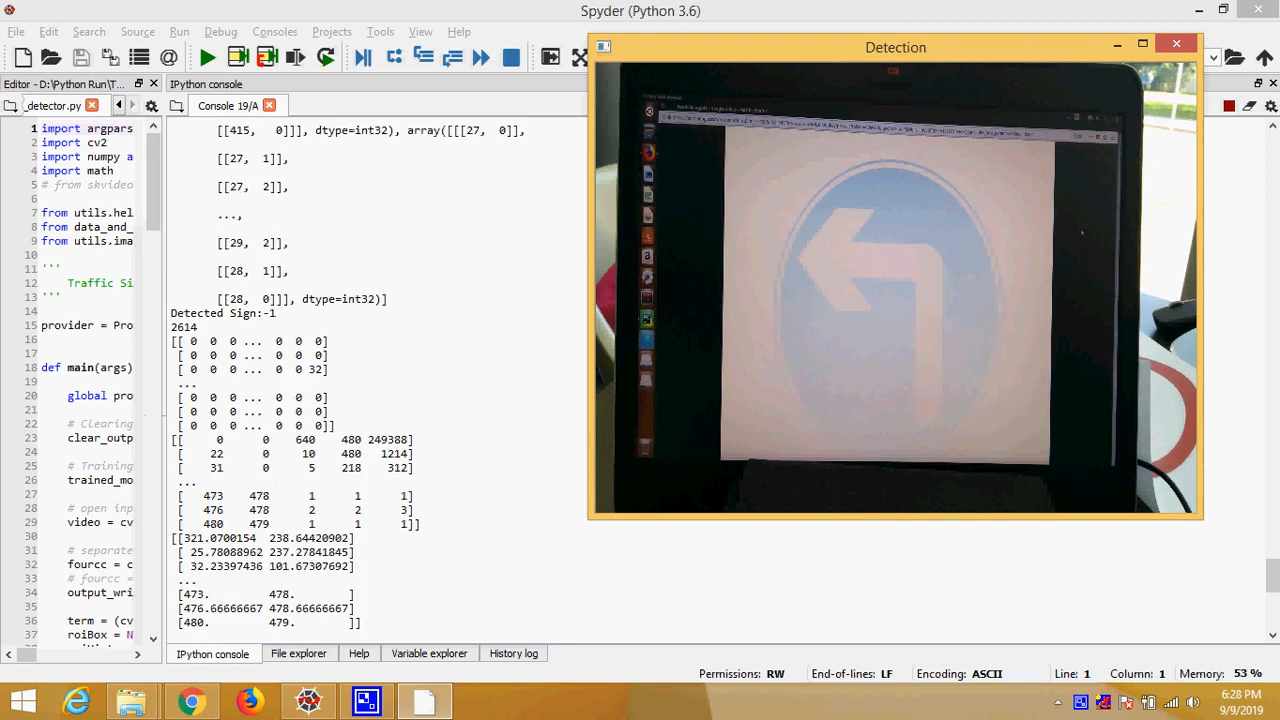 Spyder (Python 3.6)
File Edit Search Source Run Debug Consoles Projects Tools View Help
Editor - D:\Python Run\T...
_detector.py
1 import argpars
2 import cv2
3 import numpy a
4 import math
5 # from skvideo
6
7 from utils.hel
8 from data_and_
9 from utils.ima
10
11 '''
12 Traffic Si
13 '''
14
15 provider = Pro
16
17
18 def main(args)
19
20 global pro
21
22 # Clearing
23 clear_outp
24
25 # Training
26 trained_mo
27
28 # open inp
29 video = cv
30
31 # separate
32 fourcc = c
33 # fourcc =
34 output_wri
35
36 term = (cv
37 roiBox = N
IPython console
Console 19/A
[[415, 0]]], dtype=int32), array([[[27, 0]],
[[27, 1]],
[[27, 2]],
...,
[[29, 2]],
[[28, 1]],
[[28, 0]]], dtype=int32)]
Detected Sign:-1
2614
[[ 0 0 0 ... 0 0 0]
[ 0 0 0 ... 0 0 0]
[ 0 0 0 ... 0 0 32]
...
[ 0 0 0 ... 0 0 0]
[ 0 0 0 ... 0 0 0]
[ 0 0 0 ... 0 0 0]]
[[ 0 0 640 480 249388]
[ 22 0 10 480 1214]
[ 31 0 5 218 312]
...
[ 473 478 1 1 1]
[ 476 478 2 2 3]
[ 480 479 1 1 1]]
[[321.0700154 238.64420902]
[ 25.78088962 237.27841845]
[ 32.23397436 101.67307692]
...
[473. 478. ]
[476.66666667 478.66666667]
[480. 479. ]]
Detection
IPython console File explorer Help Variable explorer History log
Permissions: RW End-of-lines: LF Encoding: ASCII Line: 1 Column: 1 Memory: 53 %
6:28 PM
9/9/2019